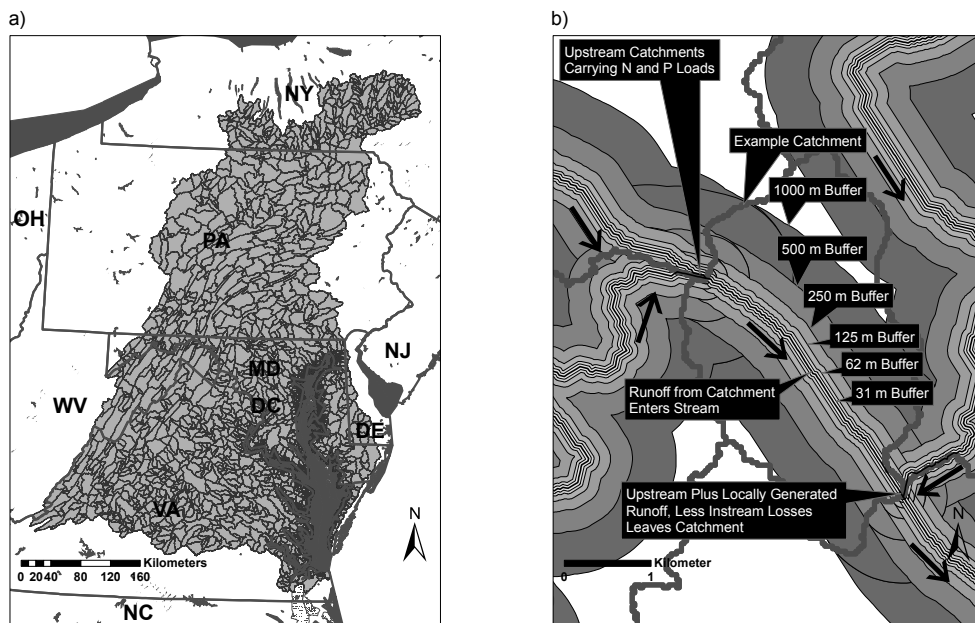 a)
NY
OH
PA
NJ
MD
WV
DC
DE
VA
N
Kilometers
0 20 40 80 120 160
NC
b)
Upstream Catchments
Carrying N and P Loads
Example Catchment
1000 m Buffer
500 m Buffer
250 m Buffer
125 m Buffer
62 m Buffer
31 m Buffer
Runoff from Catchment
Enters Stream
Upstream Plus Locally Generated
Runoff, Less Instream Losses
Leaves Catchment
N
Kilometer
0 1